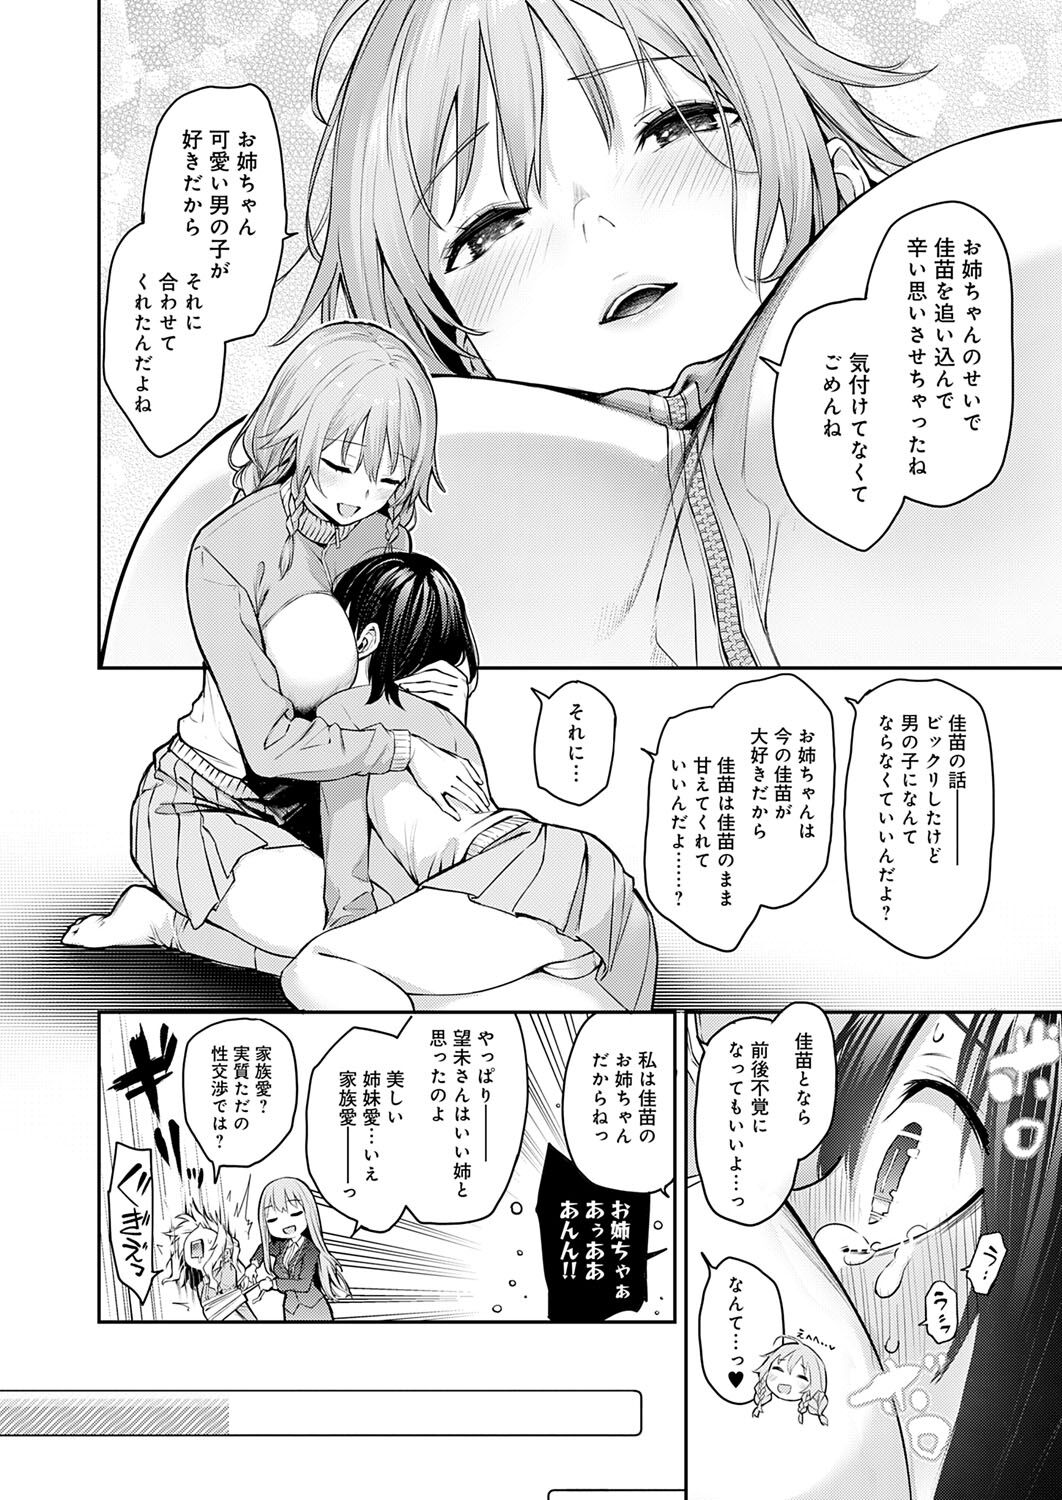 お姉ちゃんのせいで
佳苗を追い込んで
辛い思いさせちゃったね
気付けてなくて
ごめんね
お姉ちゃん
可愛い男の子が
好きだから
それに
合わせて
くれたんだよね
佳苗の話―
ビックリしたけど
男の子になんて
ならなくていいんだよ?
お姉ちゃんは
今の佳苗が
大好きだから
佳苗は佳苗のまま
甘えてくれて
いいんだよ……?
それに…
佳苗となら
前後不覚に
なってもいいよ…っ
なんて…っ♥
えへへ…♥
ボロ
ボロ
う…
うっ
私は佳苗の
お姉ちゃん
だからねっ
お姉ちゃぁ
あぅああ
あんん!!
やっぱり―
望未さんはいい姉と
思ったのよ
美しい
姉妹愛…いえ
家族愛―っ
家族愛?
実質ただの
性交渉では?
ギギ
ぐぎえっ